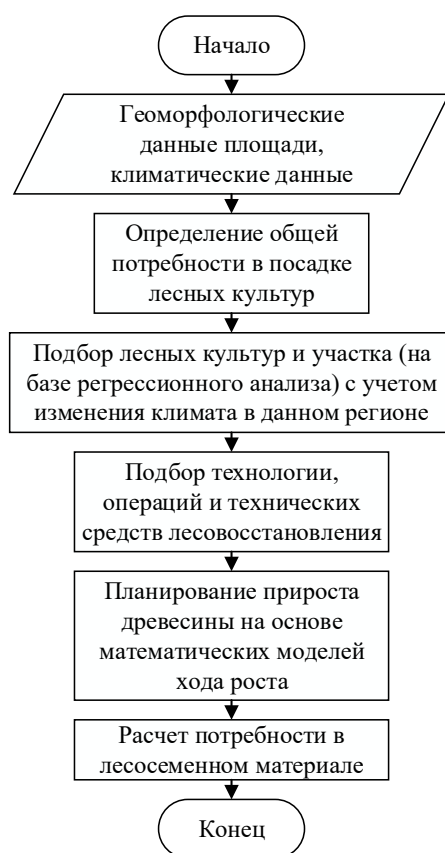 Начало
Геоморфологические
данные площади,
климатические данные
Определение общей
потребности в посадке
лесных культур
Подбор лесных культур и участка (на
базе регрессионного анализа) с учетом
изменения климата в данном регионе
Подбор технологии,
операций и технических
средств лесовосстановления
Планирование прироста
древесины на основе
математических моделей
хода роста
Расчет потребности в
лесосеменном материале
Конец